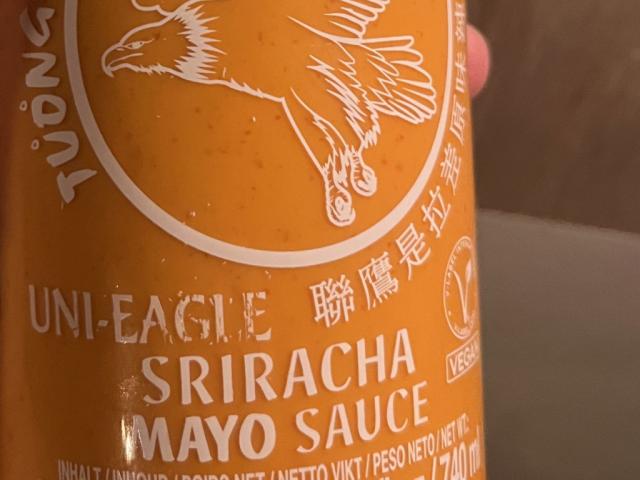 TƯƠNG
聯鷹是拉差原味辣
UNI-EAGLE
SRIRACHA
MAYO SAUCE
VEGAN
INHALT / INHOUD / POIDS NET / NETTO VIKT / PESO NETO / NET WT:
/ 740 ml